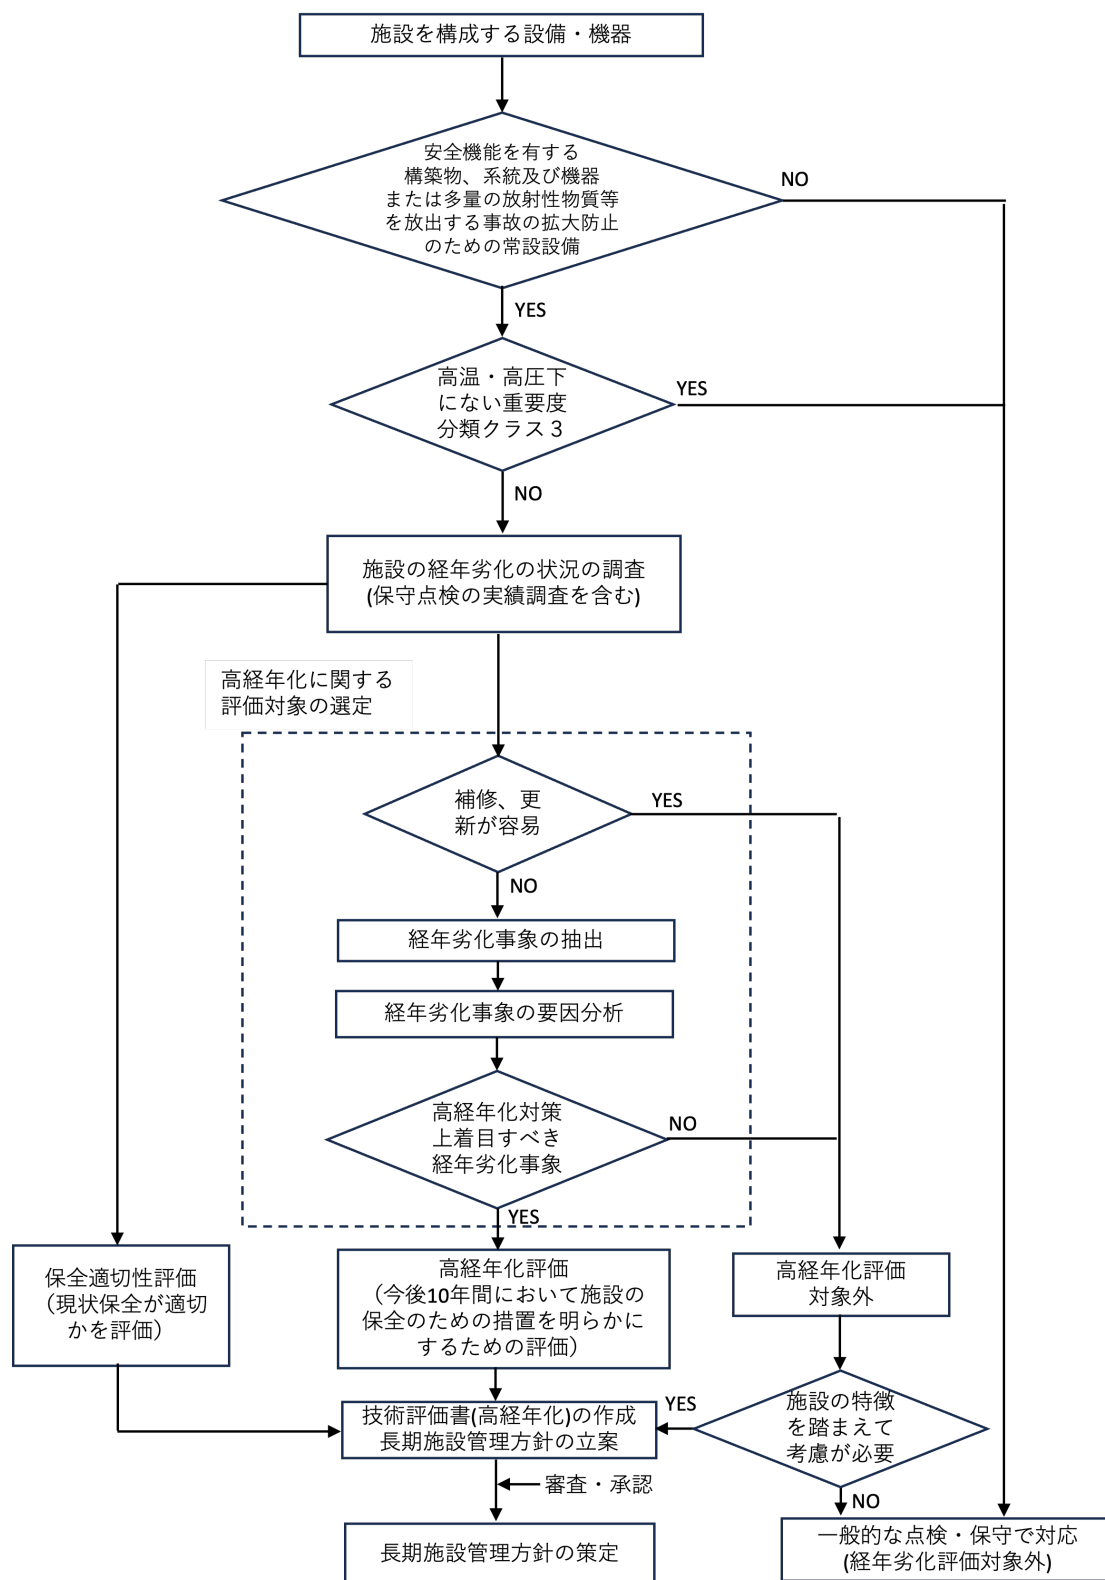 施設を構成する設備・機器
安全機能を有する
構築物、系統及び機器
または多量の放射性物質等
を放出する事故の拡大防止
のための常設設備
NO
YES
高温・高圧下
にない重要度
分類クラス３
YES
NO
施設の経年劣化の状況の調査
(保守点検の実績調査を含む)
高経年化に関する
評価対象の選定
補修、更
新が容易
YES
NO
経年劣化事象の抽出
経年劣化事象の要因分析
高経年化対策
上着目すべき
経年劣化事象
NO
YES
保全適切性評価
（現状保全が適切
かを評価）
高経年化評価
（今後10年間において施設の
保全のための措置を明らかに
するための評価）
高経年化評価
対象外
技術評価書(高経年化)の作成
長期施設管理方針の立案
YES
施設の特徴
を踏まえて
考慮が必要
審査・承認
NO
長期施設管理方針の策定
一般的な点検・保守で対応
(経年劣化評価対象外)